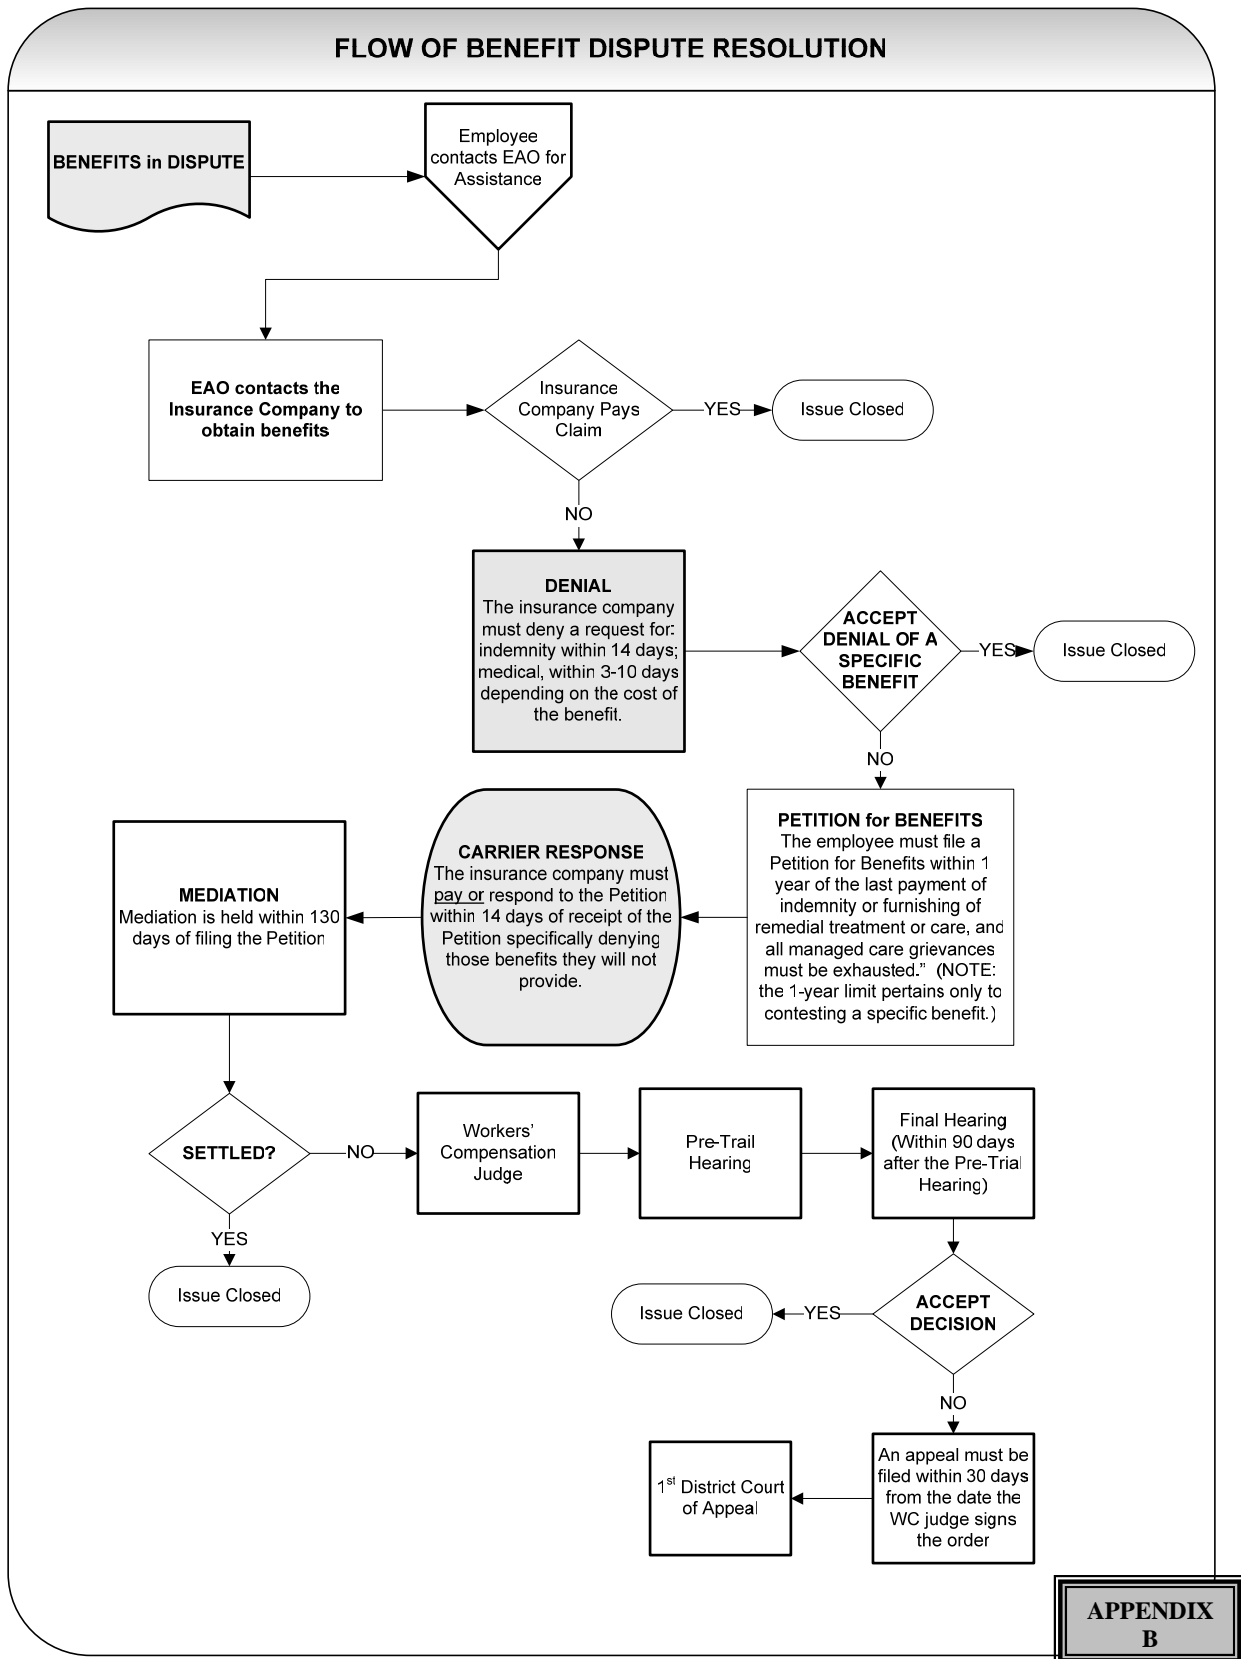 FLOW OF BENEFIT DISPUTE RESOLUTION
BENEFITS in DISPUTE
Employee
contacts EAO for
Assistance
EAO contacts the
Insurance Company to
obtain benefits
Insurance
Company Pays
Claim
YES
Issue Closed
NO
DENIAL
The insurance company
must deny a request for:
indemnity within 14 days;
medical, within 3-10 days
depending on the cost of
the benefit.
ACCEPT
DENIAL OF A
SPECIFIC
BENEFIT
YES
Issue Closed
NO
PETITION for BENEFITS
The employee must file a
Petition for Benefits within 1
year of the last payment of
indemnity or furnishing of
remedial treatment or care, and
all managed care grievances
must be exhausted.” (NOTE:
the 1-year limit pertains only to
contesting a specific benefit.)
CARRIER RESPONSE
The insurance company must
pay or respond to the Petition
within 14 days of receipt of the
Petition specifically denying
those benefits they will not
provide.
MEDIATION
Mediation is held within 130
days of filing the Petition
SETTLED?
NO
YES
Issue Closed
Workers’
Compensation
Judge
Pre-Trail
Hearing
Final Hearing
(Within 90 days
after the Pre-Trial
Hearing)
ACCEPT
DECISION
YES
Issue Closed
NO
An appeal must be
filed within 30 days
from the date the
WC judge signs
the order
1st District Court
of Appeal
APPENDIX
B